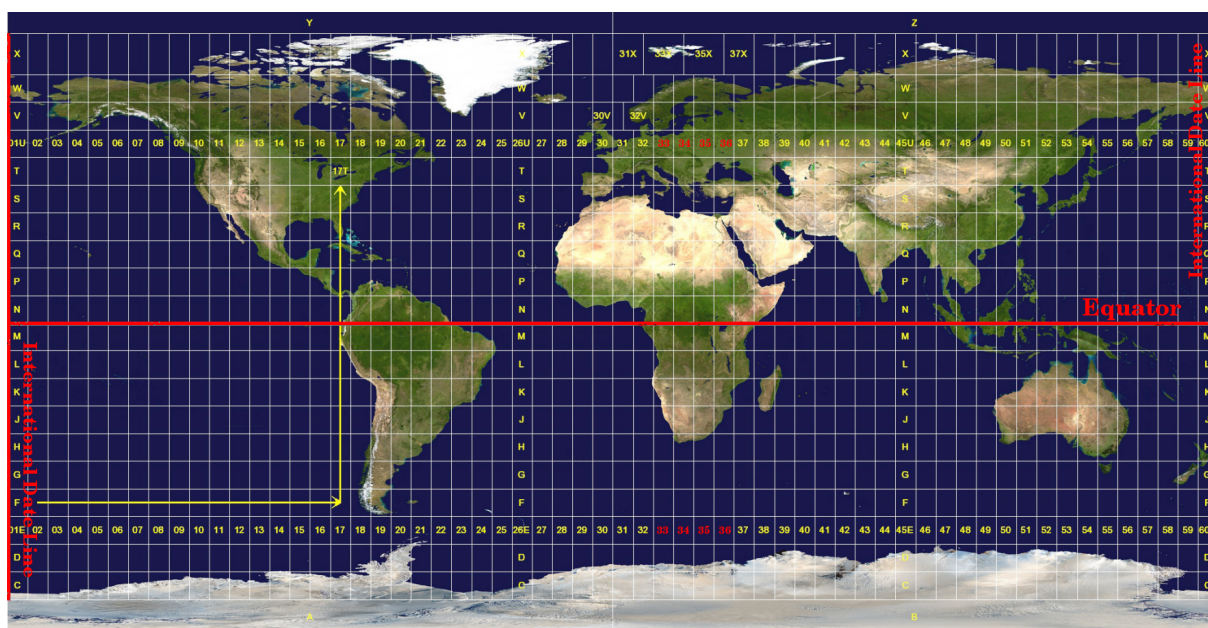 Y Z
X X 31X 33X 35X 37X X X
W W W W
V V 30V 32V V V
01U 02 03 04 05 06 07 08 09 10 11 12 13 14 15 16 17 18 19 20 21 22 23 24 25 26U 27 28 29 30 31 32 33 34 35 36 37 38 39 40 41 42 43 44 45U 46 47 48 49 50 51 52 53 54 55 56 57 58 59 60
T 17T T T T
S S S S
R R R R
Q Q Q Q
P P P P
N N N N
International Date Line
Equator
M M M M
L L L L
K K K K
J J J J
H H H H
G G G G
F F F F
International Date Line
01E 02 03 04 05 06 07 08 09 10 11 12 13 14 15 16 17 18 19 20 21 22 23 24 25 26E 27 28 29 30 31 32 33 34 35 36 37 38 39 40 41 42 43 44 45E 46 47 48 49 50 51 52 53 54 55 56 57 58 59 60
D D D D
C C C C
A B